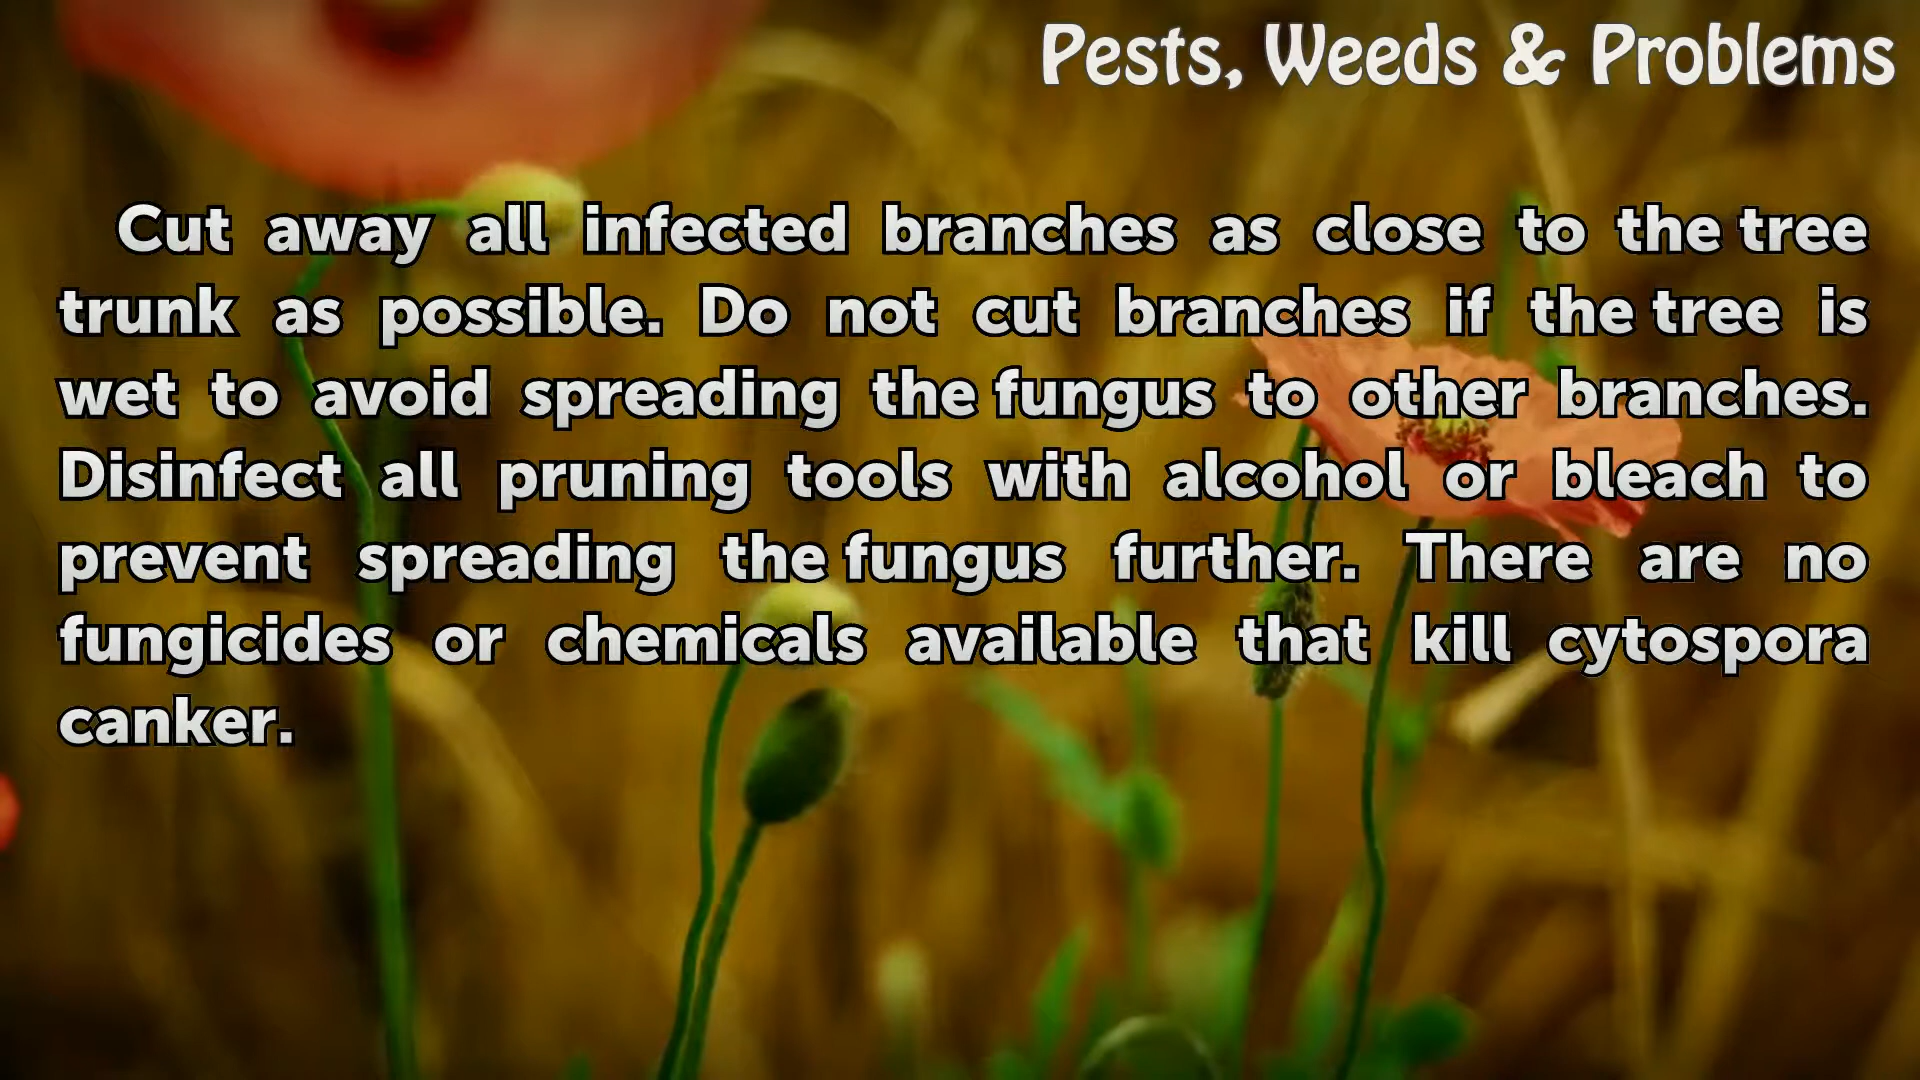 Pests, Weeds & Problems
Cut away all infected branches as close to the tree
trunk as possible. Do not cut branches if the tree is
wet to avoid spreading the fungus to other branches.
Disinfect all pruning tools with alcohol or bleach to
prevent spreading the fungus further. There are no
fungicides or chemicals available that kill cytospora
canker.